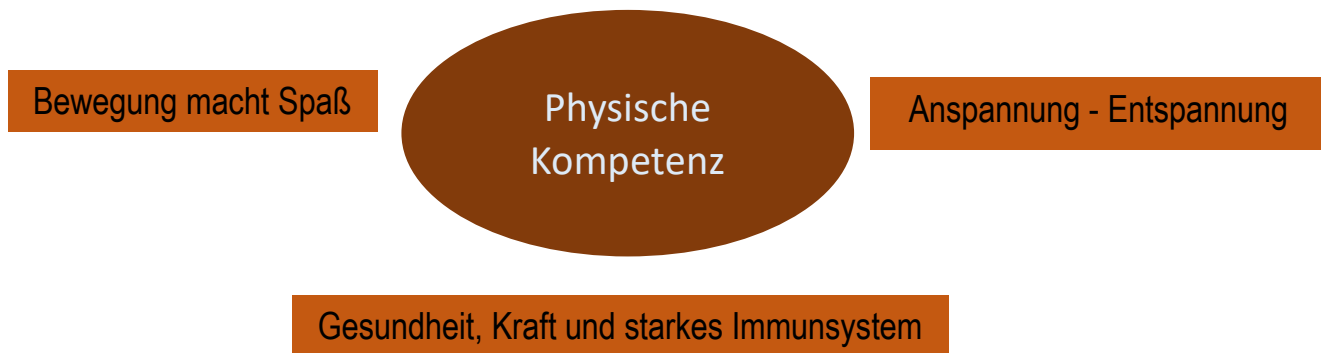 Bewegung macht Spaß
Physische
Kompetenz
Anspannung - Entspannung
Gesundheit, Kraft und starkes Immunsystem